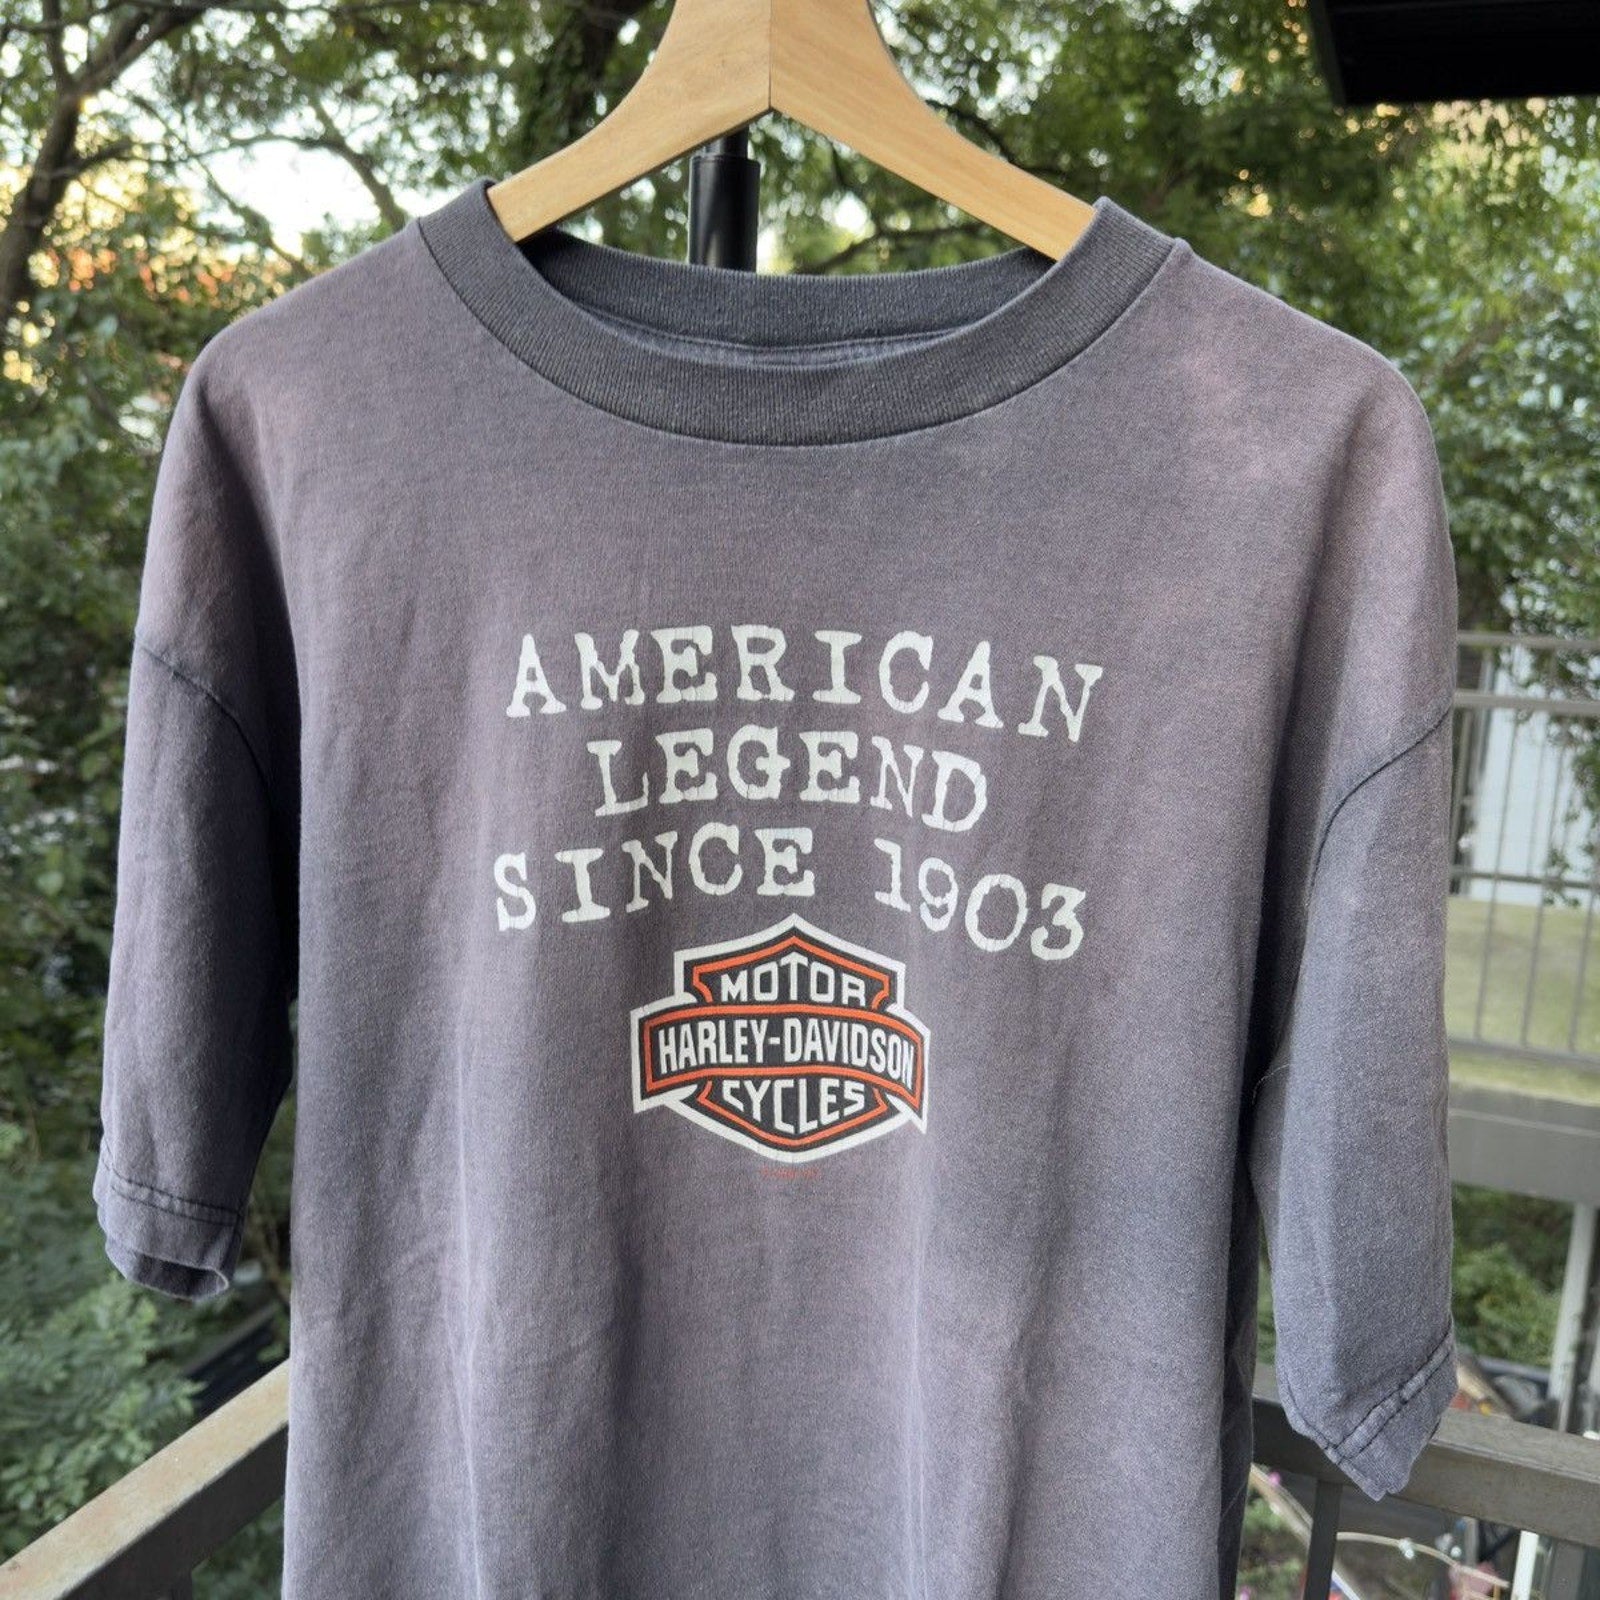 AMERICAN
LEGEND
SINCE 1903
MOTOR
HARLEY-DAVIDSON
CYCLES